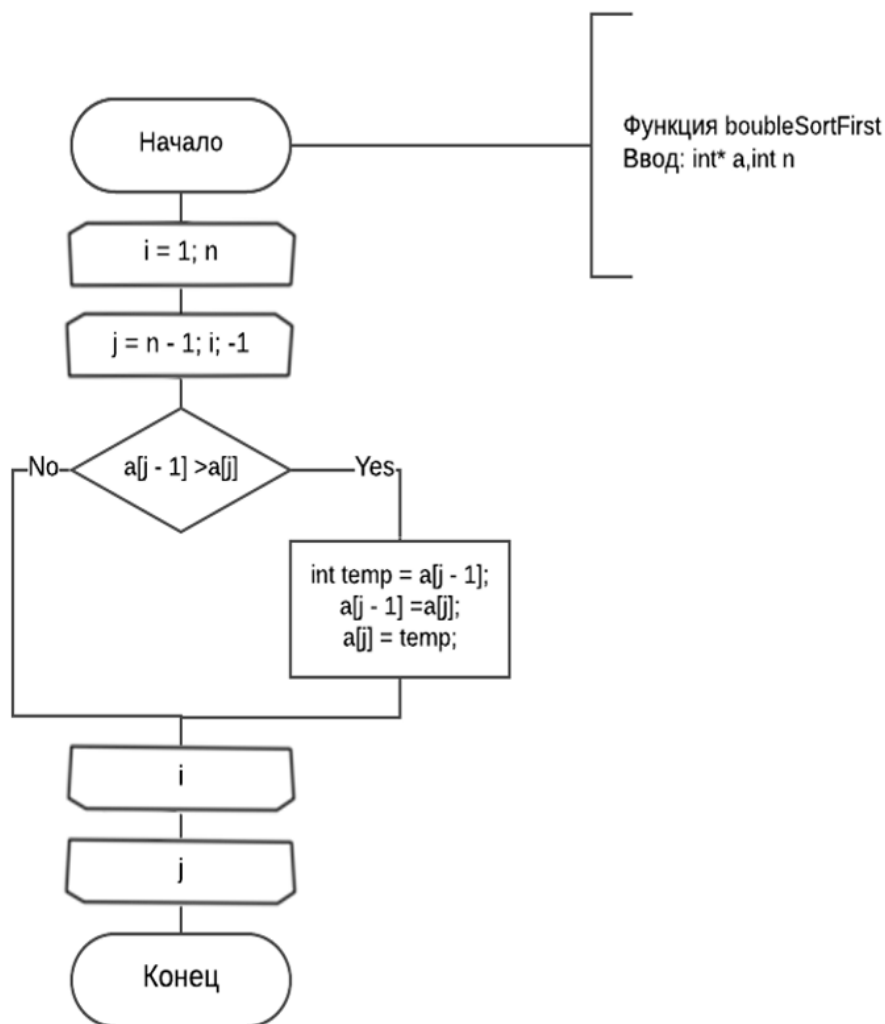 Начало
Функция boubleSortFirst
Ввод: int* a,int n
i = 1; n
j = n - 1; i; -1
No
a[j - 1] >a[j]
Yes
int temp = a[j - 1];
a[j - 1] =a[j];
a[j] = temp;
i
j
Конец